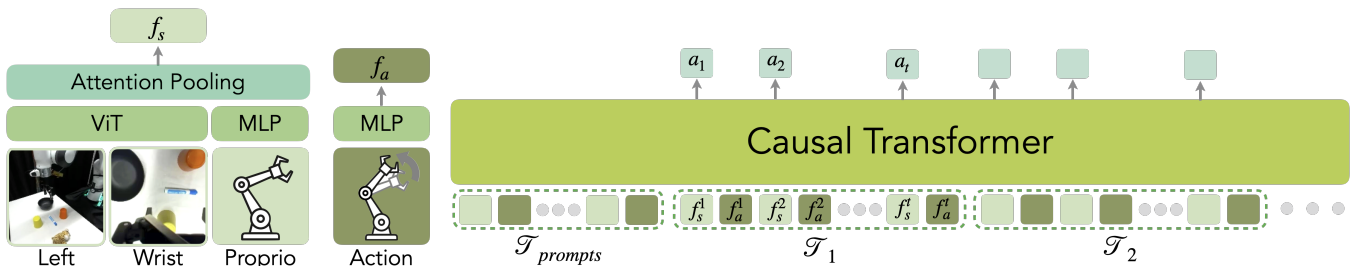 f_s
Attention Pooling
ViT MLP
Left Wrist Proprio
f_a
MLP
Action
a_1 a_2 a_t
Causal Transformer
f_s^1 f_a^1 f_s^2 f_a^2 f_s^t f_a^t
𝒯_prompts 𝒯_1 𝒯_2